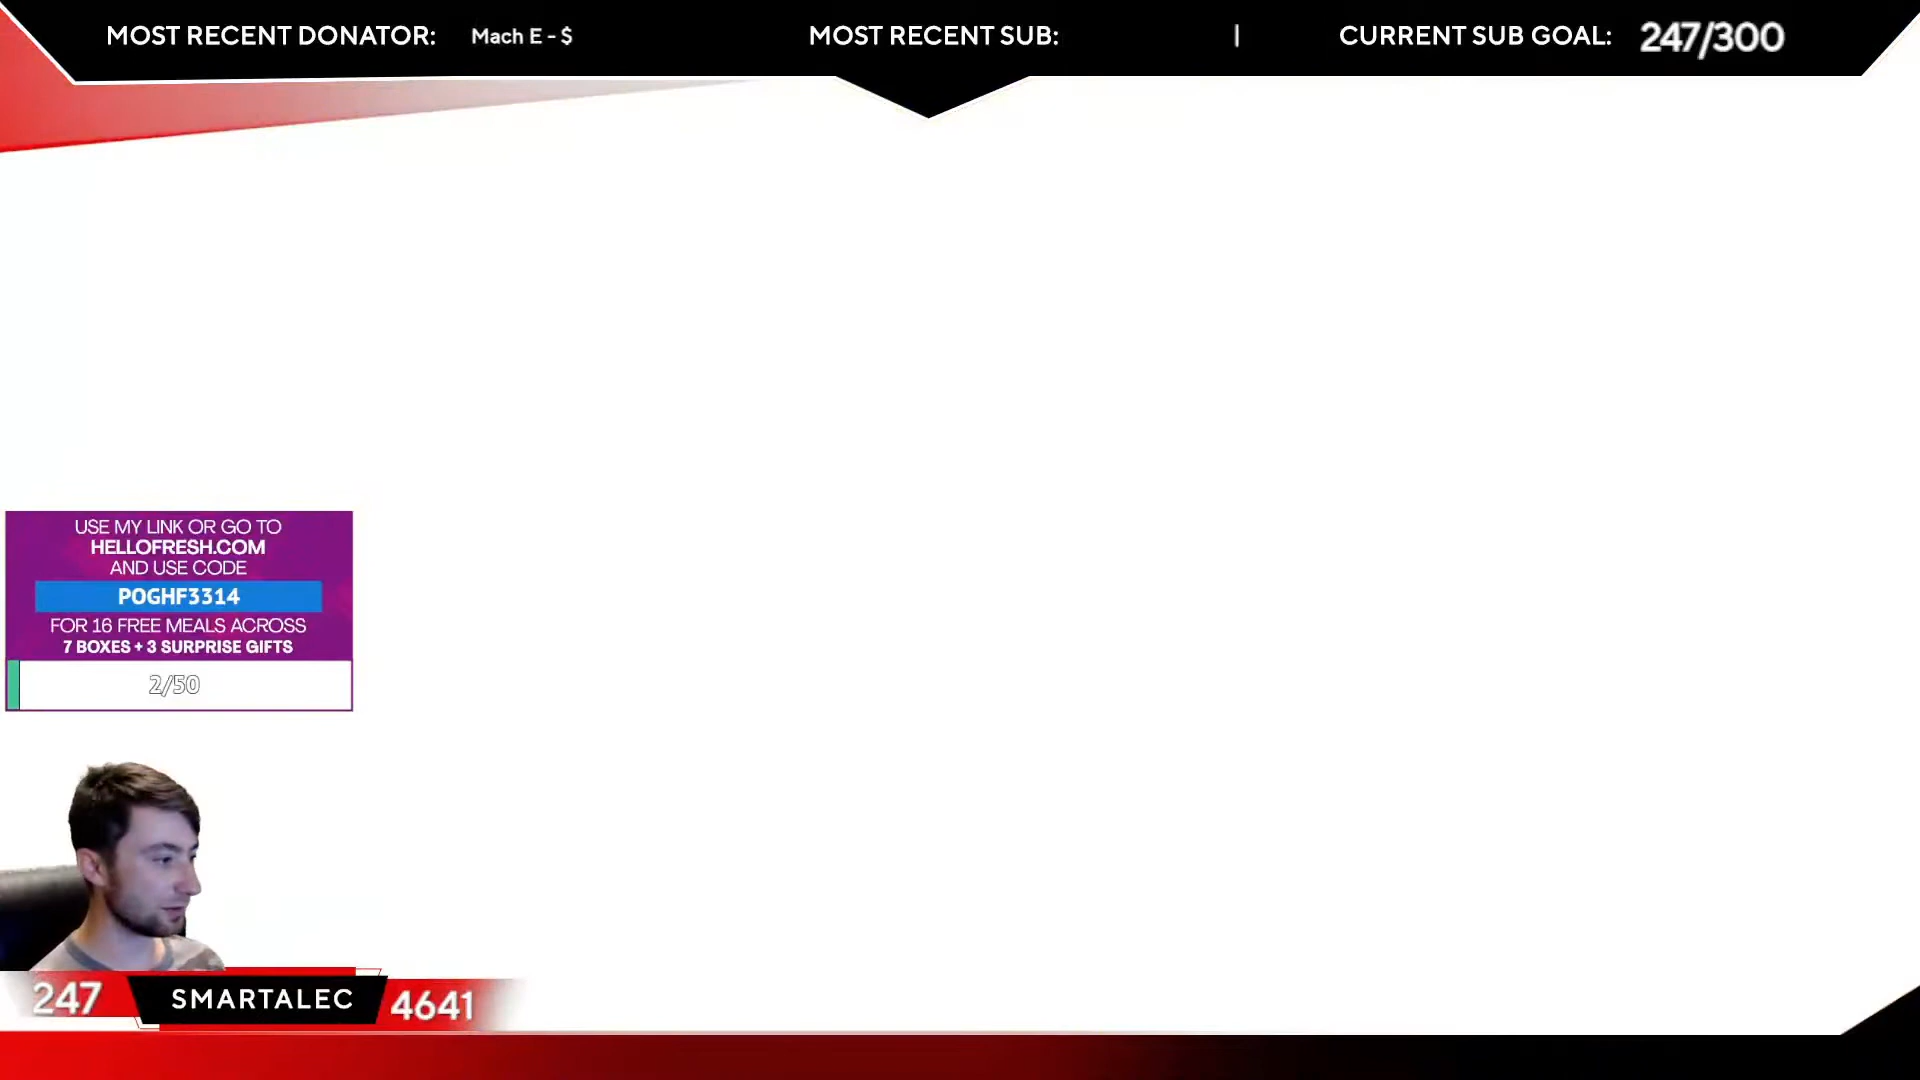 MOST RECENT DONATOR: Mach E - $ MOST RECENT SUB: | CURRENT SUB GOAL: 247/300
USE MY LINK OR GO TO
HELLOFRESH.COM
AND USE CODE
POGHF3314
FOR 16 FREE MEALS ACROSS
7 BOXES + 3 SURPRISE GIFTS
2/50
247 SMARTALEC 4641